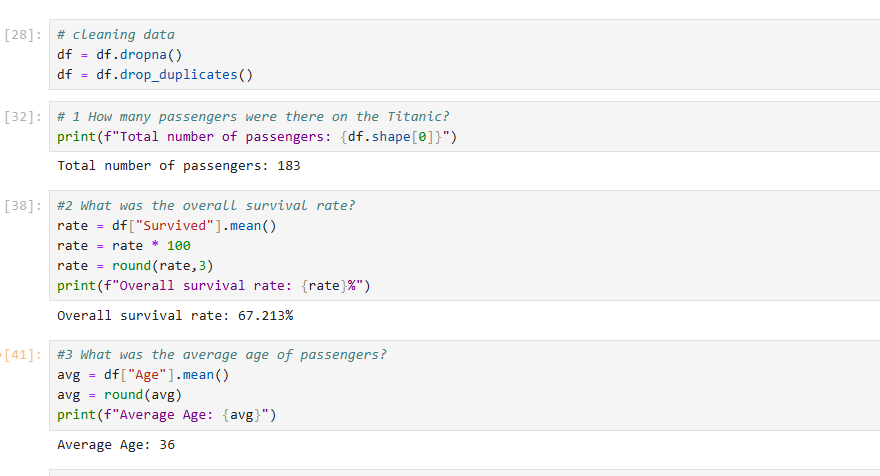 [28]: # cleaning data
df = df.dropna()
df = df.drop_duplicates()
[32]: # 1 How many passengers were there on the Titanic?
print(f"Total number of passengers: {df.shape[0]}")
Total number of passengers: 183
[38]: #2 What was the overall survival rate?
rate = df["Survived"].mean()
rate = rate * 100
rate = round(rate,3)
print(f"Overall survival rate: {rate}%")
Overall survival rate: 67.213%
[41]: #3 What was the average age of passengers?
avg = df["Age"].mean()
avg = round(avg)
print(f"Average Age: {avg}")
Average Age: 36